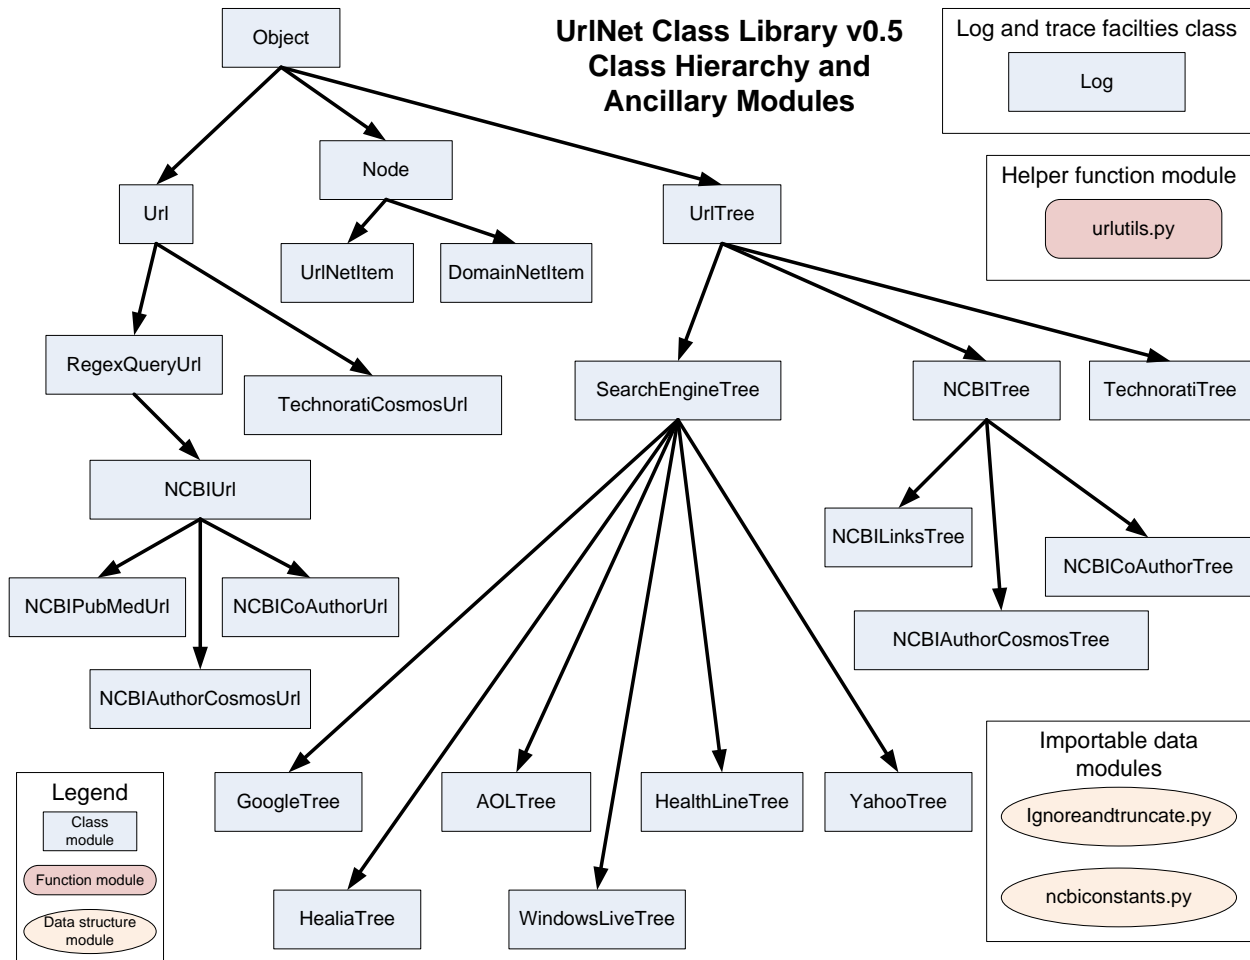 UrlNet Class Library v0.5
Class Hierarchy and
Ancillary Modules
Object
Log and trace facilties class
Log
Node
Helper function module
urlutils.py
Url
UrlTree
UrlNetItem
DomainNetItem
RegexQueryUrl
TechnoratiCosmosUrl
SearchEngineTree
NCBITree
TechnoratiTree
NCBIUrl
NCBILinksTree
NCBICoAuthorTree
NCBIPubMedUrl
NCBICoAuthorUrl
NCBIAuthorCosmosTree
NCBIAuthorCosmosUrl
GoogleTree
AOLTree
HealthLineTree
YahooTree
HealiaTree
WindowsLiveTree
Importable data
modules
Ignoreandtruncate.py
ncbiconstants.py
Legend
Class
module
Function module
Data structure
module